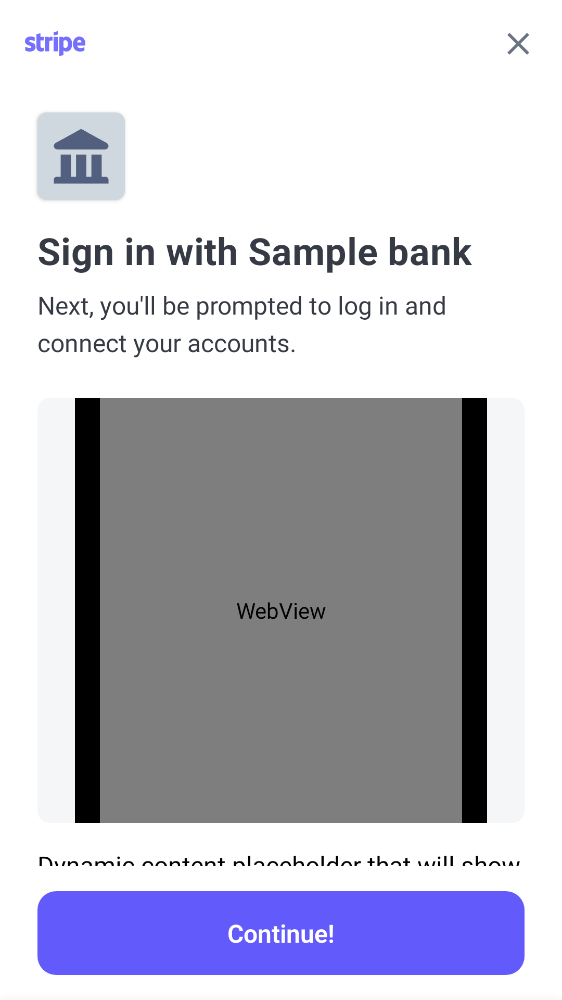 stripe
Sign in with Sample bank
Next, you'll be prompted to log in and
connect your accounts.
WebView
Dynamic content placeholder that will show
Continue!